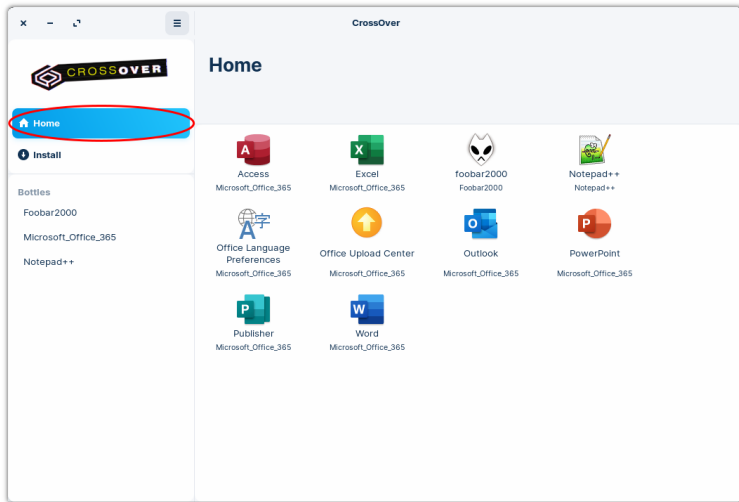 CrossOver
CROSSOVER
Home
Install
Bottles
Foobar2000
Microsoft_Office_365
Notepad++
Home
Access
Microsoft_Office_365
Excel
Microsoft_Office_365
foobar2000
Foobar2000
Notepad++
Notepad++
Office Language
Preferences
Microsoft_Office_365
Office Upload Center
Microsoft_Office_365
Outlook
Microsoft_Office_365
PowerPoint
Microsoft_Office_365
Publisher
Microsoft_Office_365
Word
Microsoft_Office_365